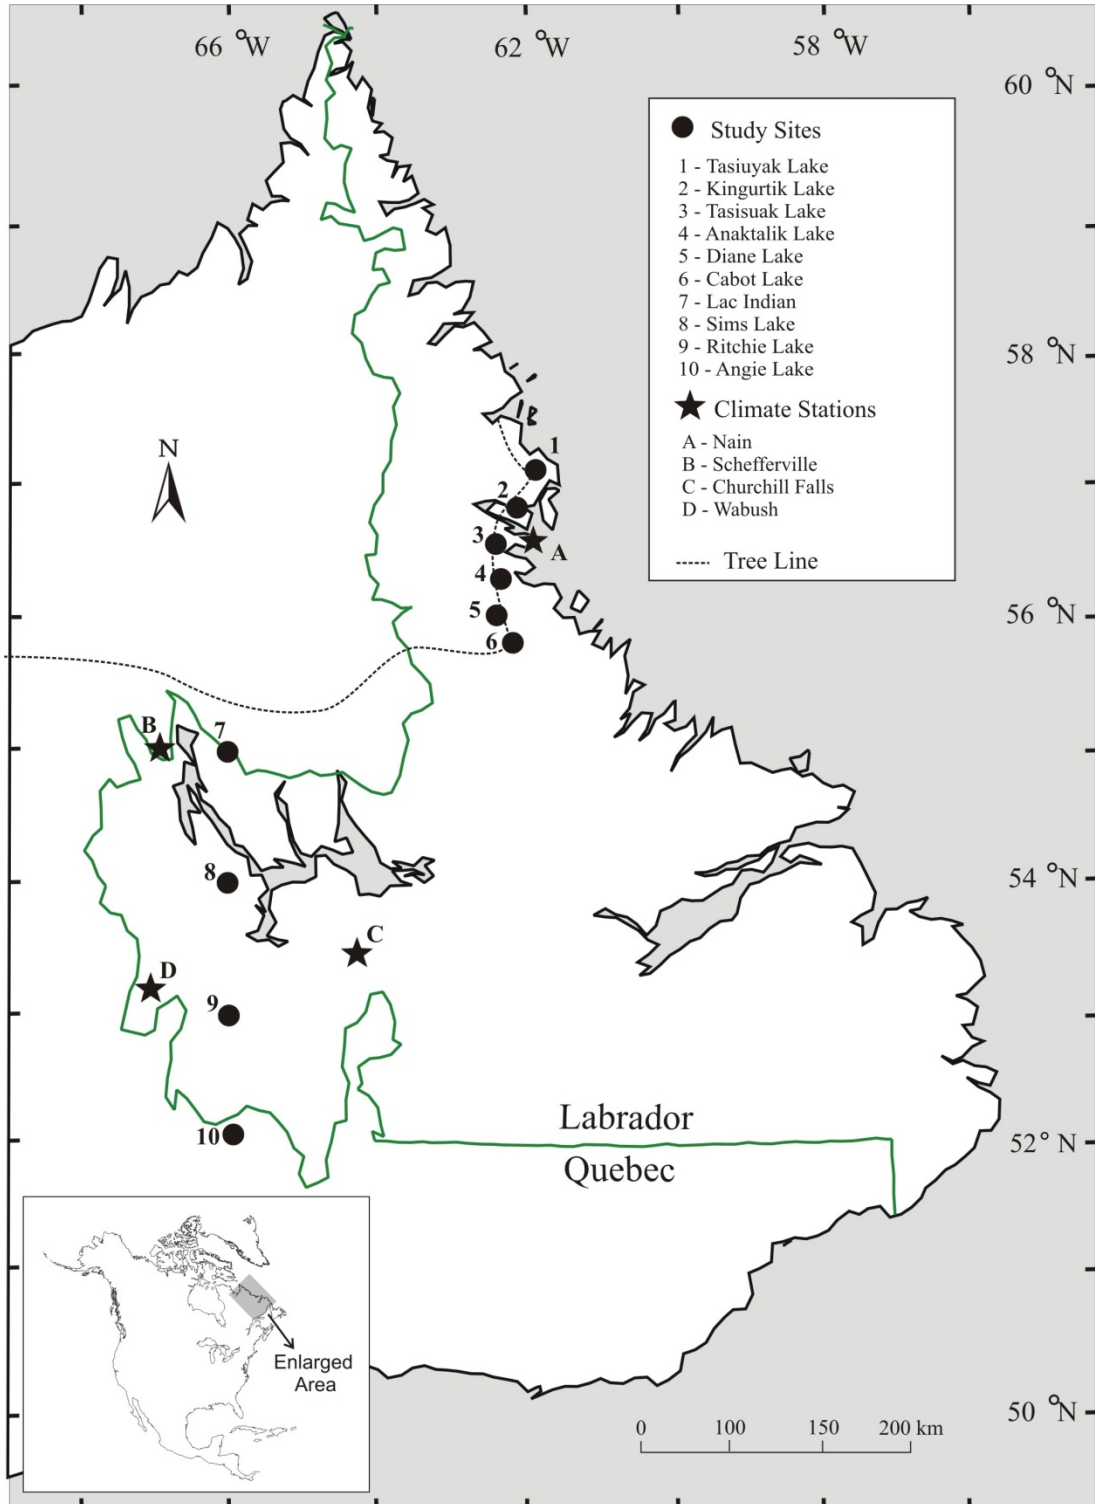 66 °W
62 °W
58 °W
60 °N
Study Sites
1 - Tasiuyak Lake
2 - Kingurtik Lake
3 - Tasisuak Lake
4 - Anaktalik Lake
5 - Diane Lake
6 - Cabot Lake
7 - Lac Indian
8 - Sims Lake
9 - Ritchie Lake
10 - Angie Lake
Climate Stations
A - Nain
B - Schefferville
C - Churchill Falls
D - Wabush
Tree Line
58 °N
N
1
2
3
A
4
5
56 °N
6
B
7
8
54 °N
C
D
9
10
Labrador
Quebec
52° N
Enlarged
Area
50 °N
0 100 150 200 km